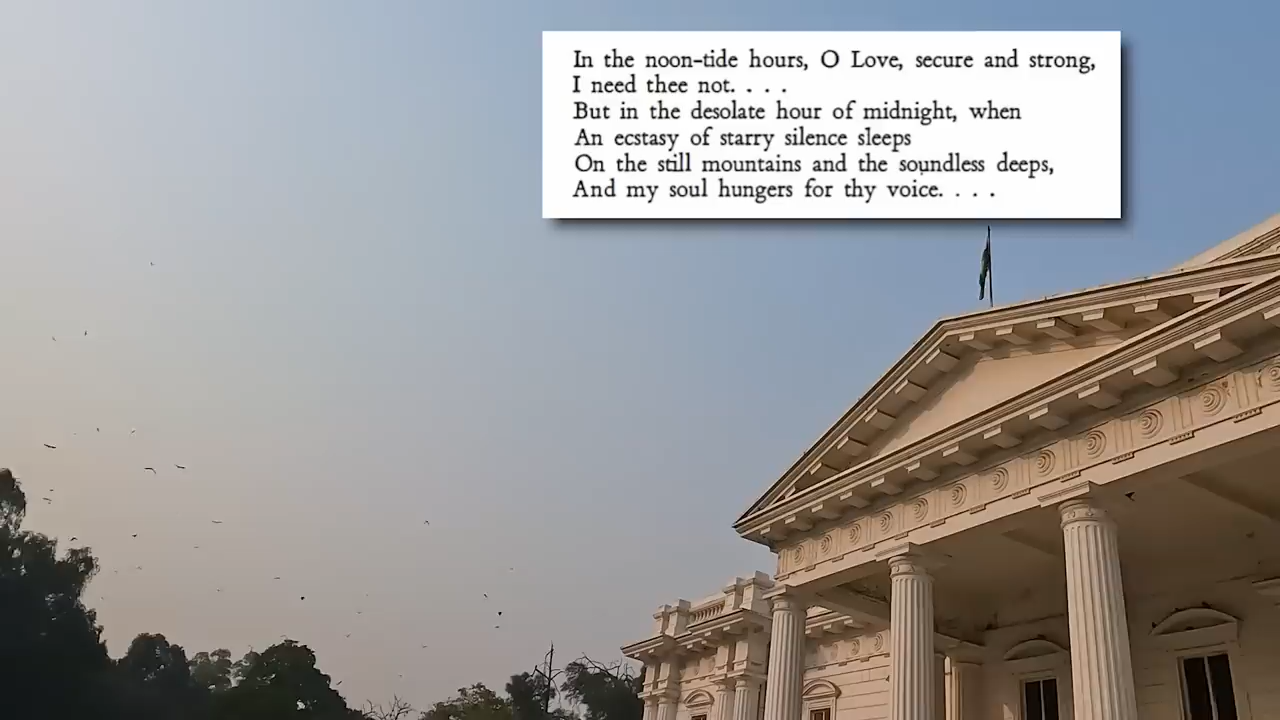 In the noon-tide hours, O Love, secure and strong,
I need thee not. . . .
But in the desolate hour of midnight, when
An ecstasy of starry silence sleeps
On the still mountains and the soundless deeps,
And my soul hungers for thy voice. . . .